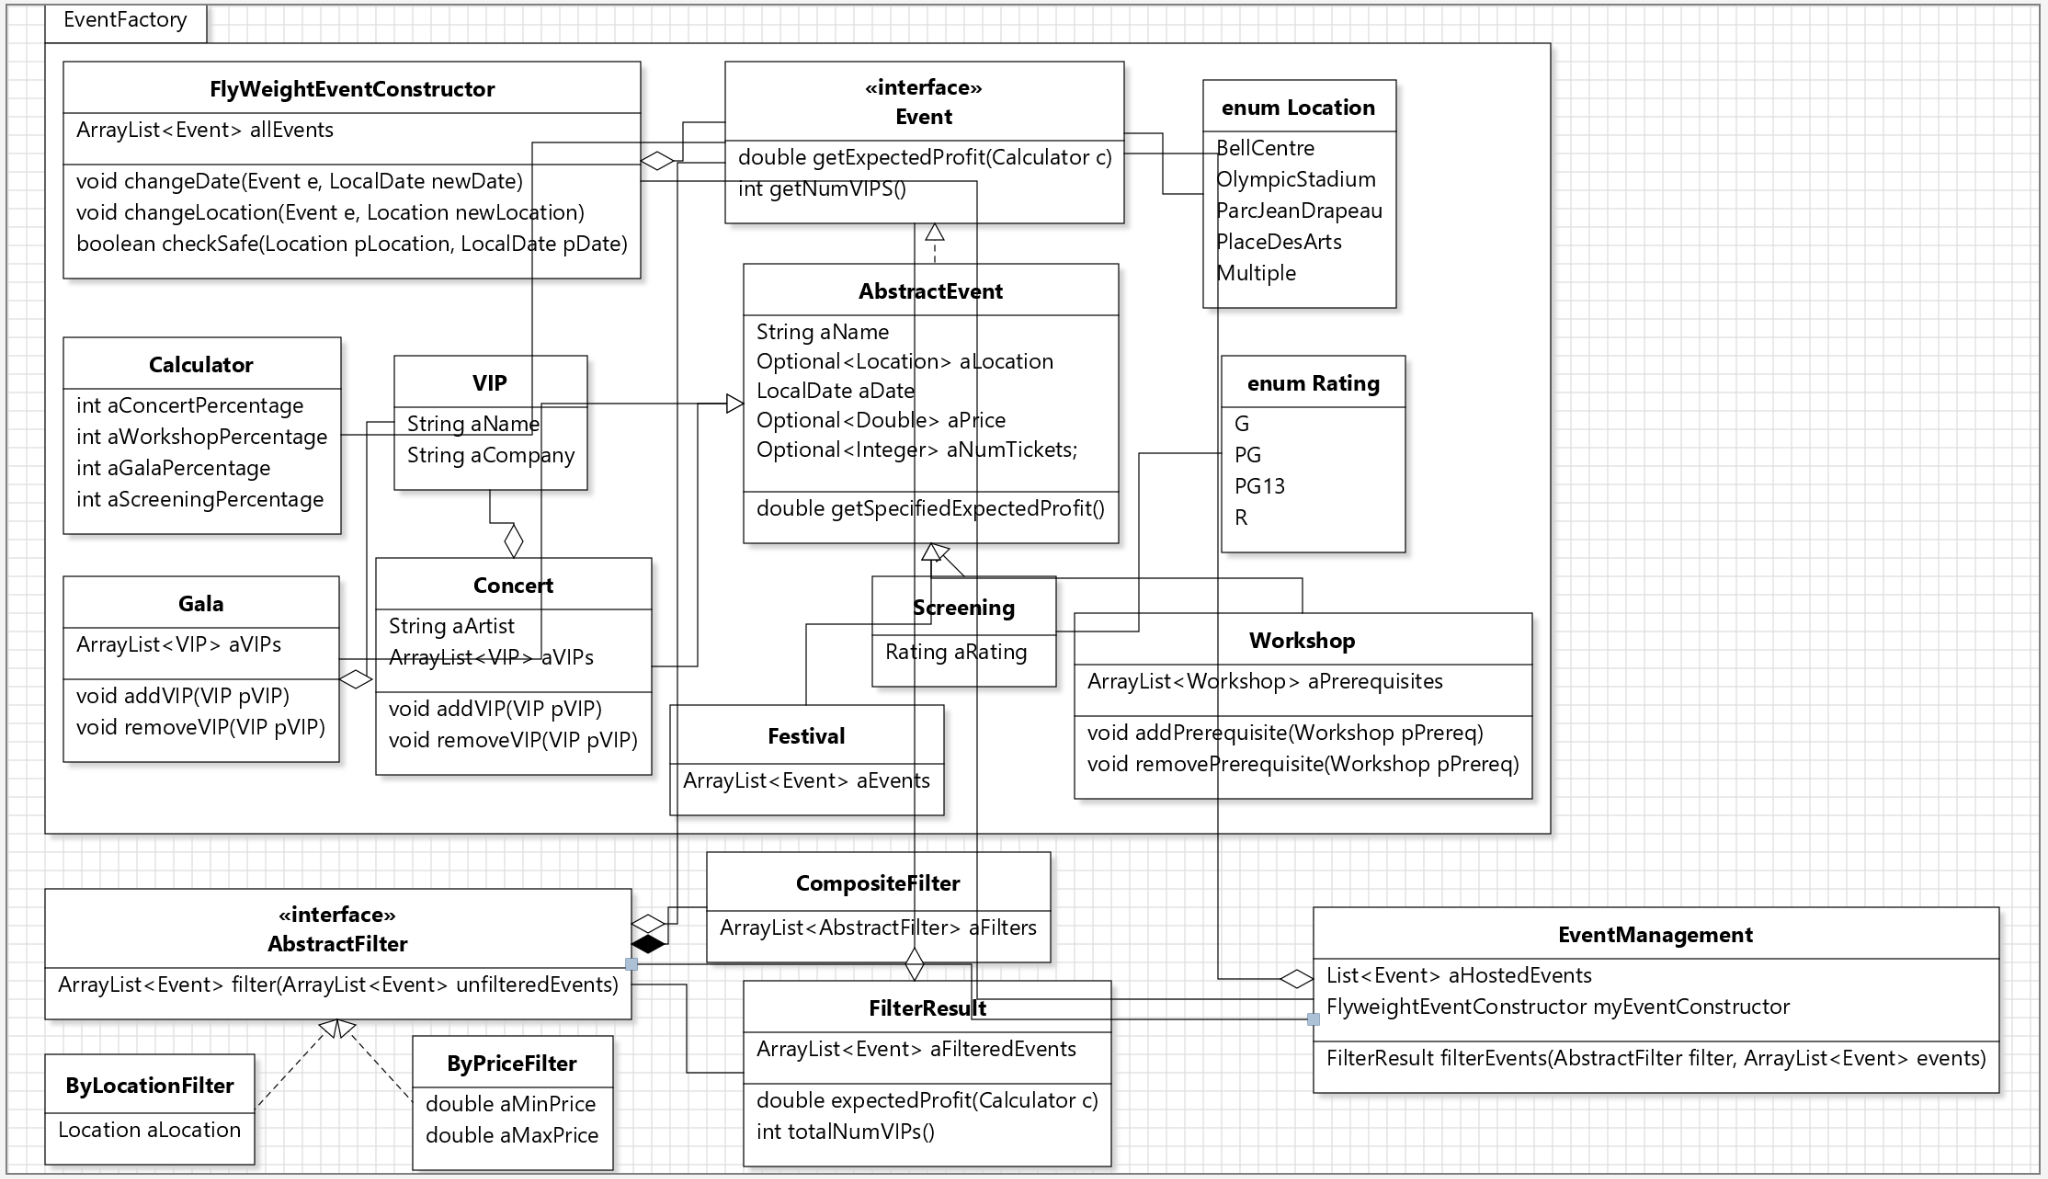 EventFactory
FlyWeightEventConstructor
ArrayList<Event> allEvents
void changeDate(Event e, LocalDate newDate)
void changeLocation(Event e, Location newLocation)
boolean checkSafe(Location pLocation, LocalDate pDate)
«interface»
Event
double getExpectedProfit(Calculator c)
int getNumVIPS()
enum Location
BellCentre
OlympicStadium
ParcJeanDrapeau
PlaceDesArts
Multiple
Calculator
int aConcertPercentage
int aWorkshopPercentage
int aGalaPercentage
int aScreeningPercentage
VIP
String aName
String aCompany
AbstractEvent
String aName
Optional<Location> aLocation
LocalDate aDate
Optional<Double> aPrice
Optional<Integer> aNumTickets;
double getSpecifiedExpectedProfit()
enum Rating
G
PG
PG13
R
Gala
ArrayList<VIP> aVIPs
void addVIP(VIP pVIP)
void removeVIP(VIP pVIP)
Concert
String aArtist
ArrayList<VIP> aVIPs
void addVIP(VIP pVIP)
void removeVIP(VIP pVIP)
Screening
Rating aRating
Workshop
ArrayList<Workshop> aPrerequisites
void addPrerequisite(Workshop pPrereq)
void removePrerequisite(Workshop pPrereq)
Festival
ArrayList<Event> aEvents
«interface»
AbstractFilter
ArrayList<Event> filter(ArrayList<Event> unfilteredEvents)
CompositeFilter
ArrayList<AbstractFilter> aFilters
EventManagement
List<Event> aHostedEvents
FlyweightEventConstructor myEventConstructor
FilterResult filterEvents(AbstractFilter filter, ArrayList<Event> events)
FilterResult
ArrayList<Event> aFilteredEvents
double expectedProfit(Calculator c)
int totalNumVIPs()
ByLocationFilter
Location aLocation
ByPriceFilter
double aMinPrice
double aMaxPrice